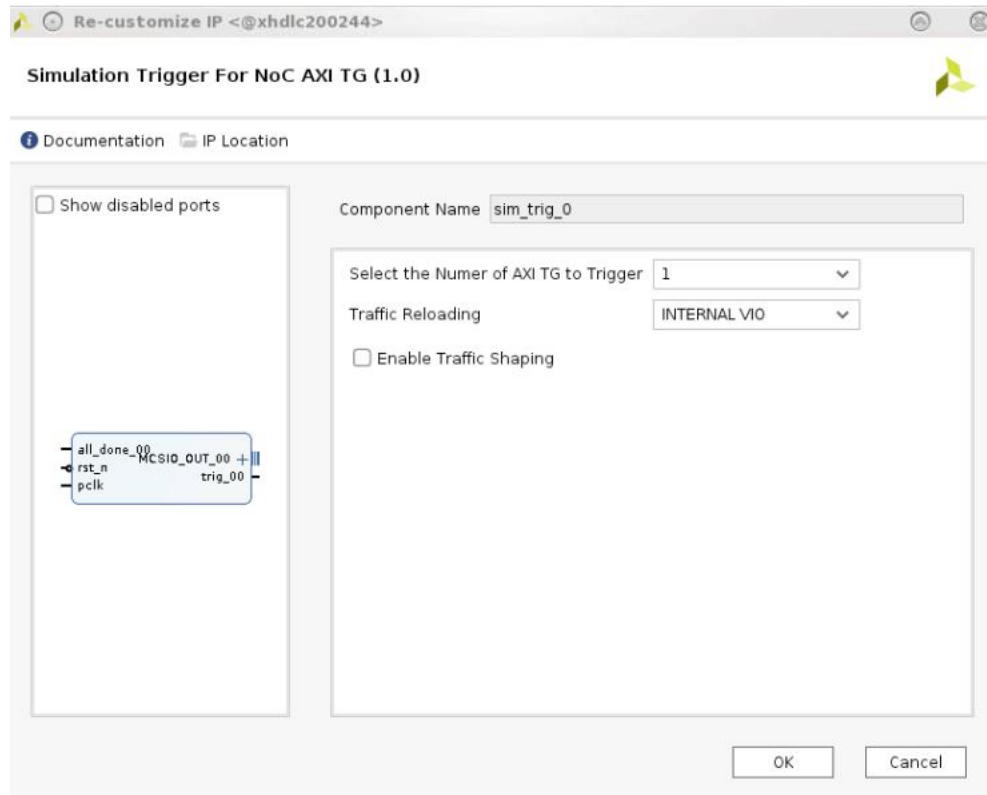 Re-customize IP <@xhdlc200244>
Simulation Trigger For NoC AXI TG (1.0)
Documentation IP Location
Show disabled ports
Component Name sim_trig_0
Select the Numer of AXI TG to Trigger 1
Traffic Reloading INTERNAL VIO
Enable Traffic Shaping
all_done_00
rst_n
pclk
MCSIO_OUT_00
trig_00
OK Cancel